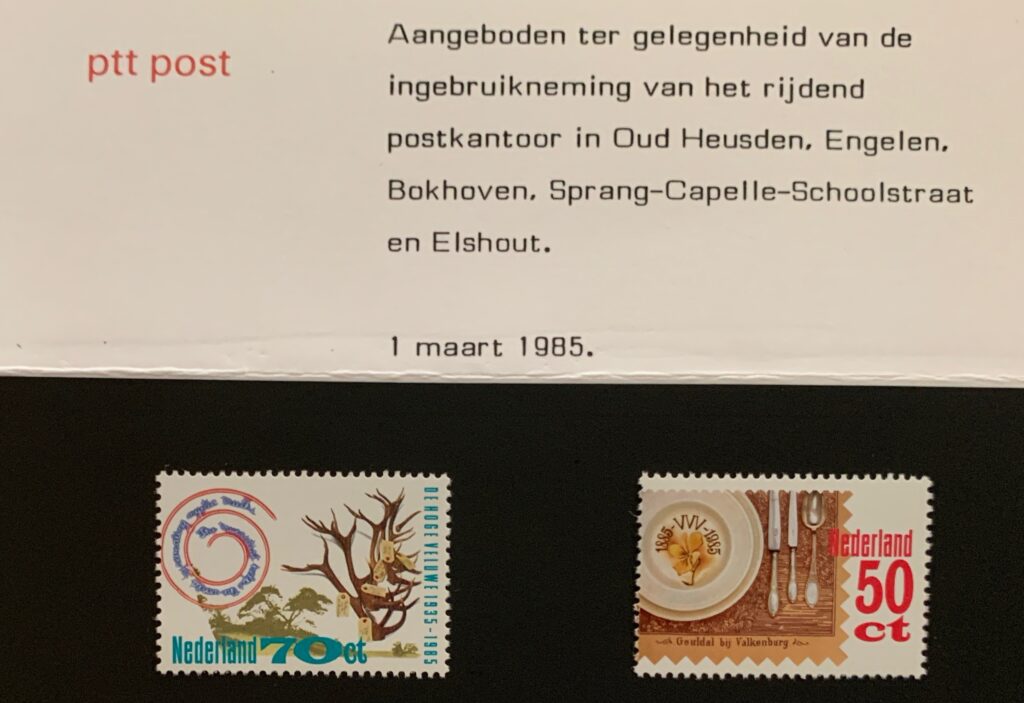 ptt post
Aangeboden ter gelegenheid van de
ingebruikneming van het rijdend
postkantoor in Oud Heusden, Engelen,
Bokhoven, Sprang-Capelle-Schoolstraat
en Elshout.
1 maart 1985.
DE HOGE VELUWE 1935-1985
Nederland 70ct
1885-VVV-1985
Nederland
50
ct
Geuldal bij Valkenburg